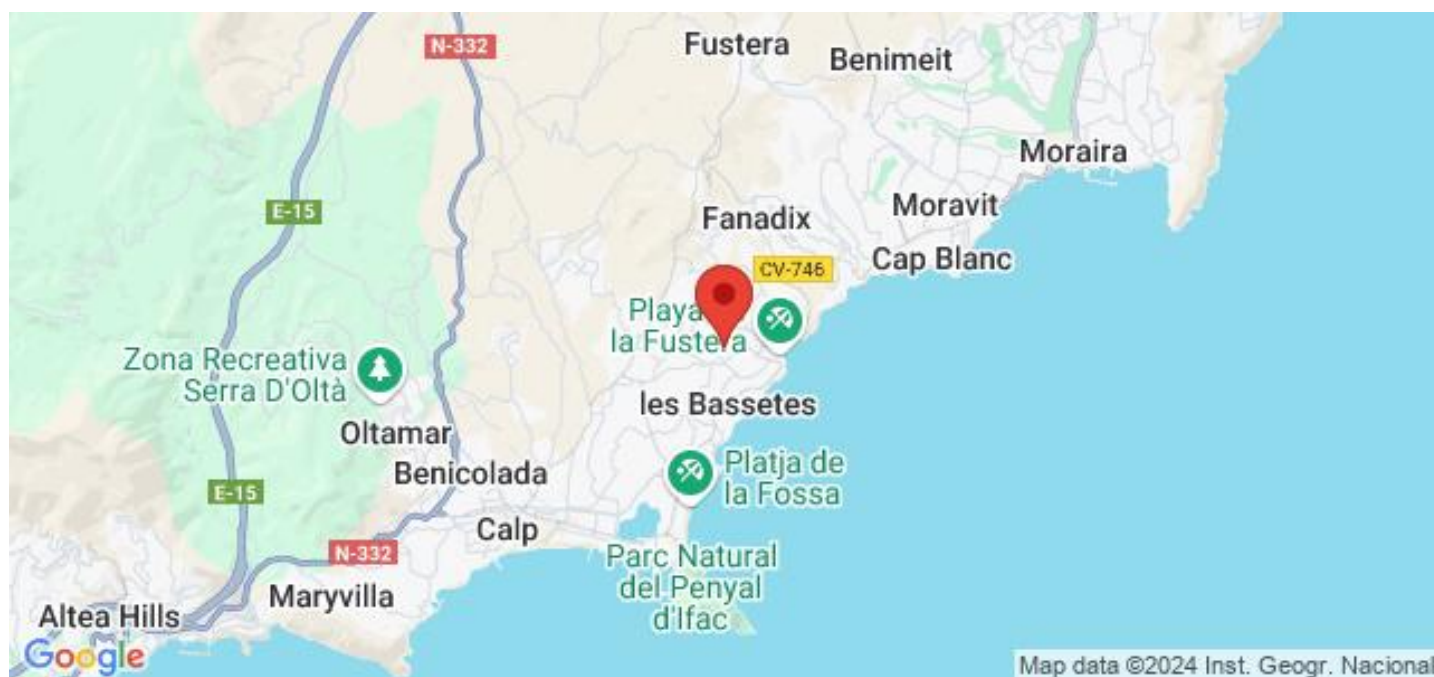 N-332
Fustera
Benimeit
Moraira
E-15
Moravit
Fanadix
Cap Blanc
CV-746
Playa
la Fustera
Zona Recreativa
Serra D'Oltà
les Bassetes
Oltamar
Benicolada
Platja de
la Fossa
E-15
Calp
N-332
Parc Natural
del Penyal
d'Ifac
Maryvilla
Altea Hills
Google
Map data ©2024 Inst. Geogr. Nacional